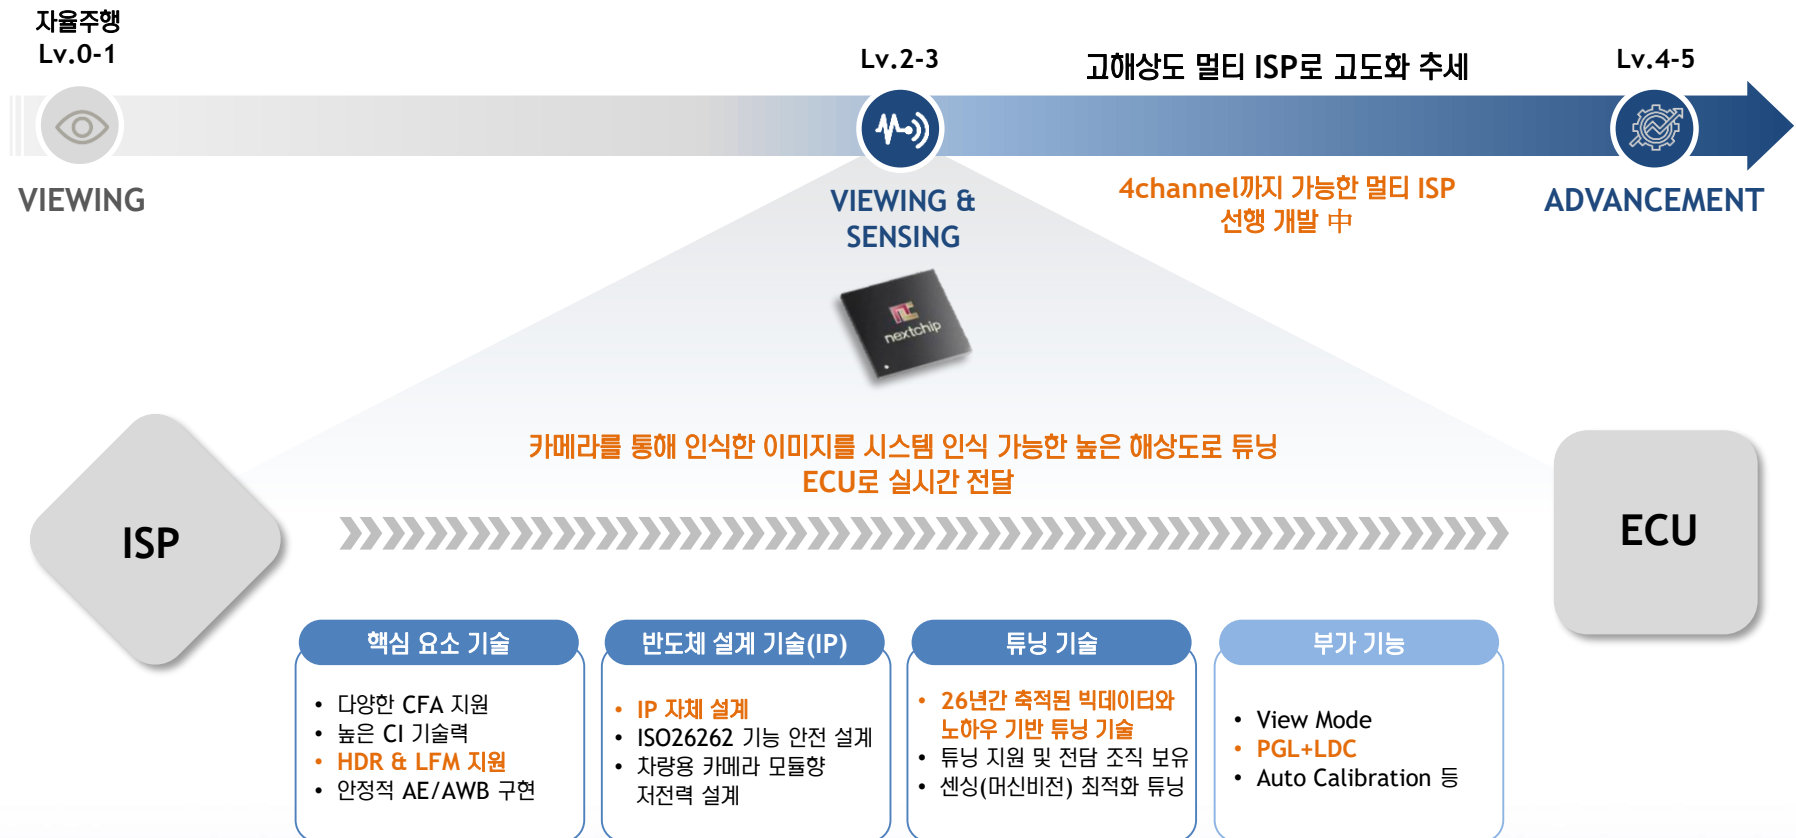 자율주행
Lv.0-1
Lv.2-3
고해상도 멀티 ISP로 고도화 추세
Lv.4-5
VIEWING
VIEWING &
SENSING
4channel까지 가능한 멀티 ISP
선행 개발 中
ADVANCEMENT
nextchip
카메라를 통해 인식한 이미지를 시스템 인식 가능한 높은 해상도로 튜닝
ECU로 실시간 전달
ISP
ECU
핵심 요소 기술
• 다양한 CFA 지원
• 높은 CI 기술력
• HDR & LFM 지원
• 안정적 AE/AWB 구현
반도체 설계 기술(IP)
• IP 자체 설계
• ISO26262 기능 안전 설계
• 차량용 카메라 모듈향
저전력 설계
튜닝 기술
• 26년간 축적된 빅데이터와
노하우 기반 튜닝 기술
• 튜닝 지원 및 전담 조직 보유
• 센싱(머신비전) 최적화 튜닝
부가 기능
• View Mode
• PGL+LDC
• Auto Calibration 등